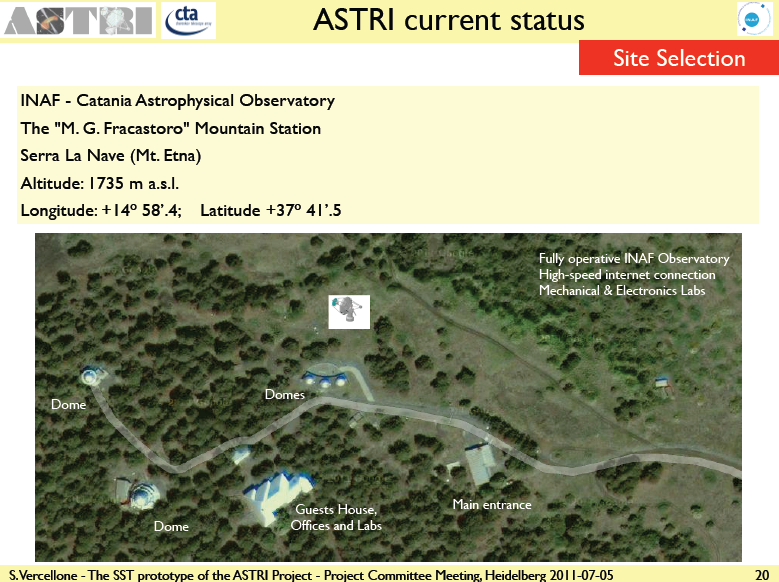 ASTRI
cta
INAF
ASTRI current status
Site Selection
INAF - Catania Astrophysical Observatory
The "M. G. Fracastoro" Mountain Station
Serra La Nave (Mt. Etna)
Altitude: 1735 m a.s.l.
Longitude: +14º 58’.4; Latitude +37º 41’.5
Fully operative INAF Observatory
High-speed internet connection
Mechanical & Electronics Labs
Dome
Domes
Dome
Guests House,
Offices and Labs
Main entrance
S. Vercellone - The SST prototype of the ASTRI Project - Project Committee Meeting, Heidelberg 2011-07-05
20